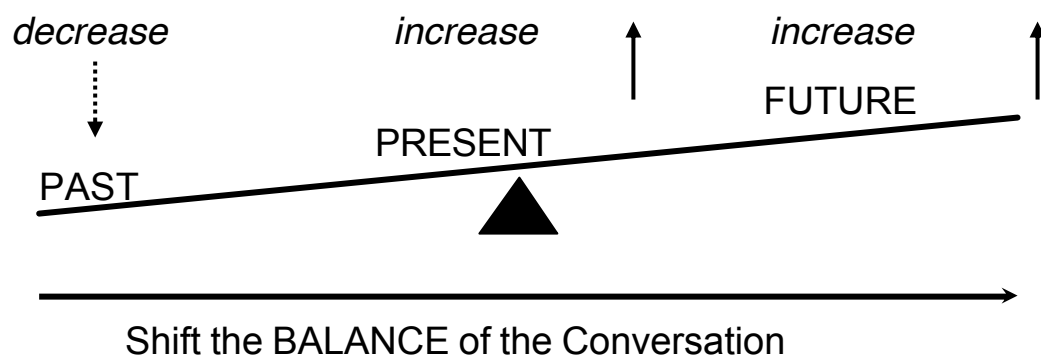 decrease increase increase
FUTURE
PRESENT
PAST
Shift the BALANCE of the Conversation